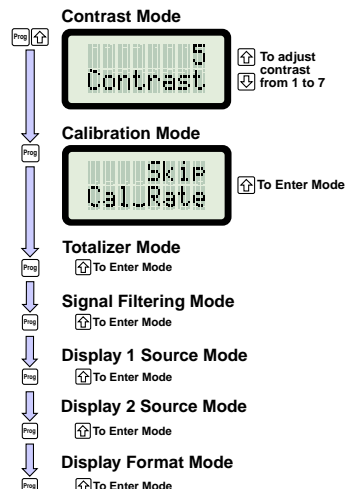 Contrast Mode
Prog
5
Contrast
To adjust
contrast
from 1 to 7
Calibration Mode
Prog
Skip
Cal_Rate
To Enter Mode
Totalizer Mode
Prog
To Enter Mode
Signal Filtering Mode
Prog
To Enter Mode
Display 1 Source Mode
Prog
To Enter Mode
Display 2 Source Mode
Prog
To Enter Mode
Display Format Mode
Prog
To Enter Mode